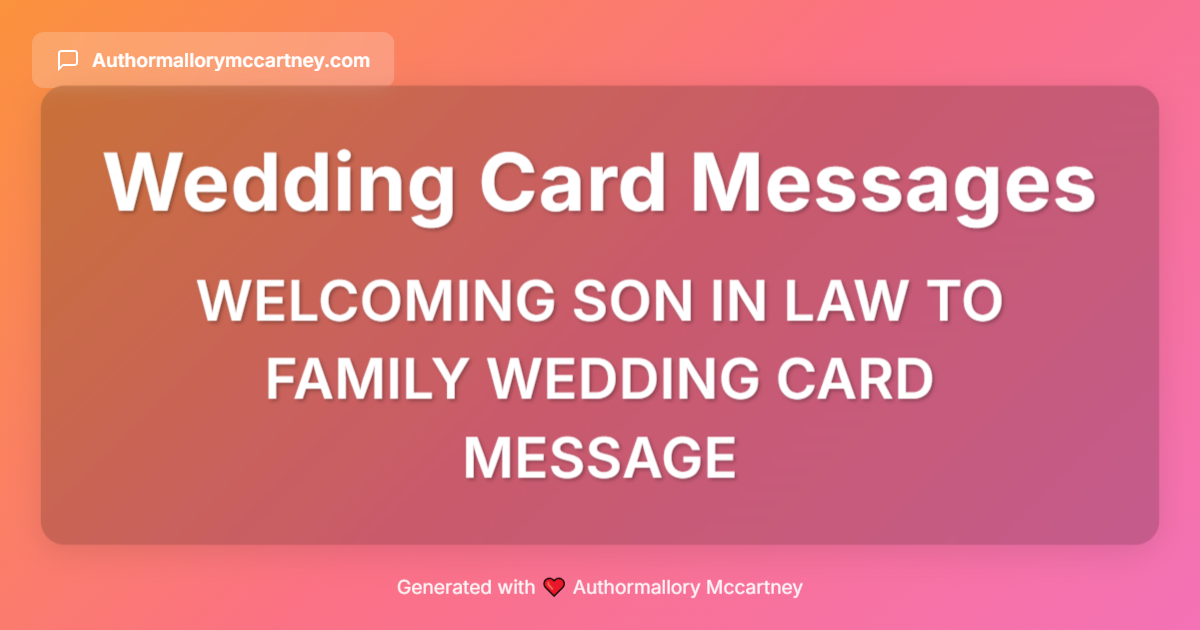 Authormallorymccartney.com
Wedding Card Messages
WELCOMING SON IN LAW TO
FAMILY WEDDING CARD
MESSAGE
Generated with ❤️ Authormallory Mccartney